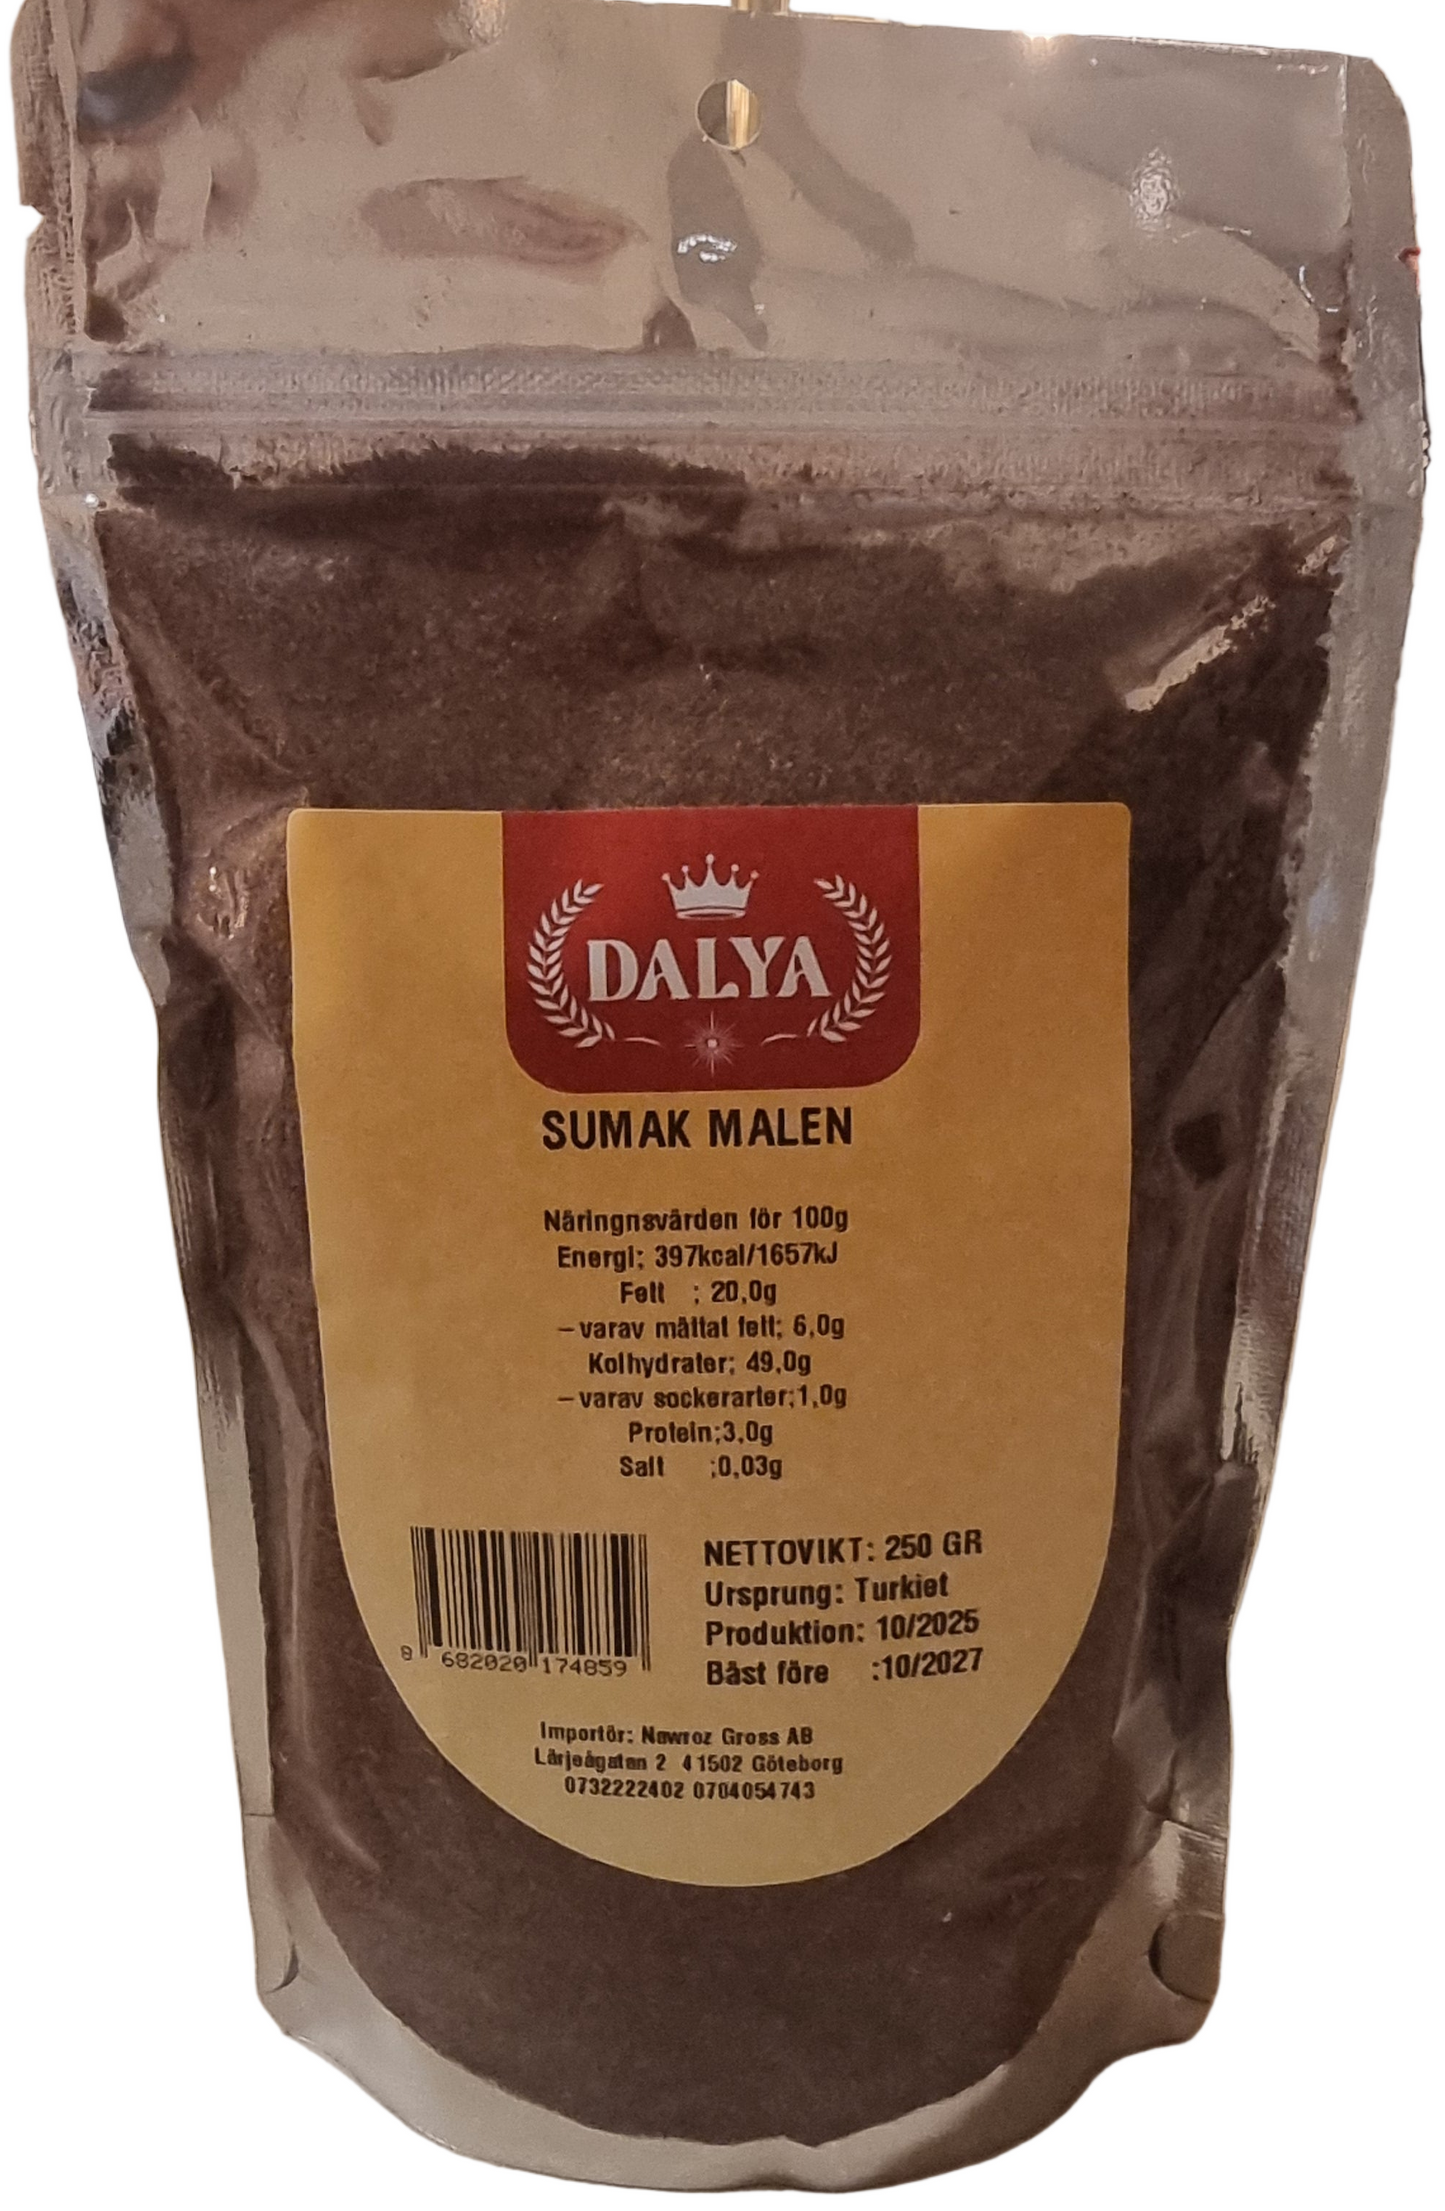 DALYA
SUMAK MALEN
Näringnsvärden för 100g
Energi; 397kcal/1657kJ
Fett ; 20,0g
–varav mättat fett; 6,0g
Kolhydrater; 49,0g
–varav sockerarter;1,0g
Protein;3,0g
Salt ;0,03g
NETTOVIKT: 250 GR
Ursprung: Turkiet
Produktion: 10/2025
Bäst före :10/2027
8 682020 174859
Importör: Nawroz Gross AB
Lärjeågatan 2 41502 Göteborg
0732222402 0704054743